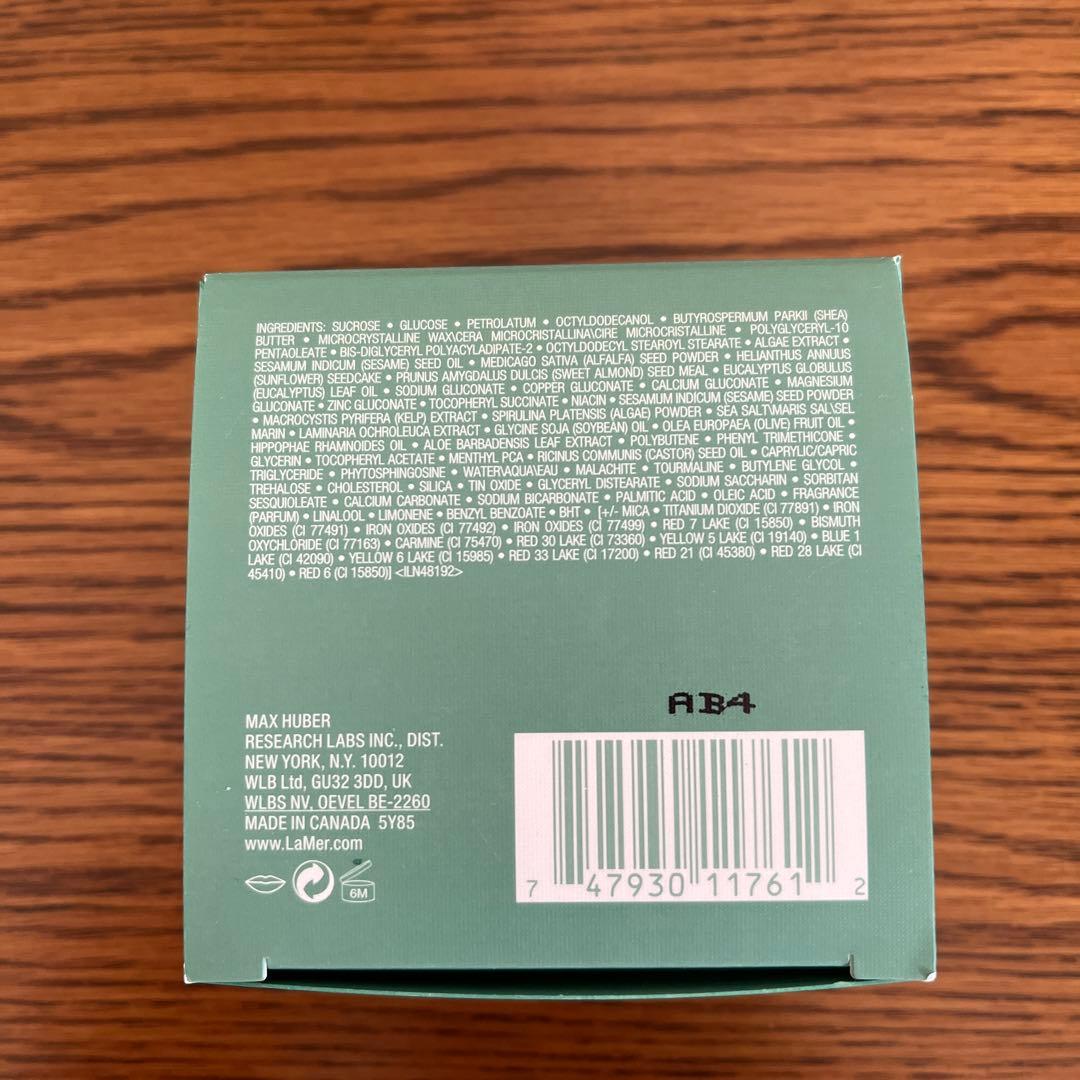 INGREDIENTS: SUCROSE • GLUCOSE • PETROLATUM • OCTYLDODECANOL • BUTYROSPERMUM PARKII (SHEA)
BUTTER • MICROCRYSTALLINE WAX\CERA MICROCRISTALLINA\CIRE MICROCRISTALLINE • POLYGLYCERYL-10
PENTAOLEATE • BIS-DIGLYCERYL POLYACYLADIPATE-2 • OCTYLDODECYL STEAROYL STEARATE • ALGAE EXTRACT •
SESAMUM INDICUM (SESAME) SEED OIL • MEDICAGO SATIVA (ALFALFA) SEED POWDER • HELIANTHUS ANNUUS
(SUNFLOWER) SEEDCAKE • PRUNUS AMYGDALUS DULCIS (SWEET ALMOND) SEED MEAL • EUCALYPTUS GLOBULUS
(EUCALYPTUS) LEAF OIL • SODIUM GLUCONATE • COPPER GLUCONATE • CALCIUM GLUCONATE • MAGNESIUM
GLUCONATE • ZINC GLUCONATE • TOCOPHERYL SUCCINATE • NIACIN • SESAMUM INDICUM (SESAME) SEED POWDER
• MACROCYSTIS PYRIFERA (KELP) EXTRACT • SPIRULINA PLATENSIS (ALGAE) POWDER • SEA SALT\MARIS SAL\SEL
MARIN • LAMINARIA OCHROLEUCA EXTRACT • GLYCINE SOJA (SOYBEAN) OIL • OLEA EUROPAEA (OLIVE) FRUIT OIL •
HIPPOPHAE RHAMNOIDES OIL • ALOE BARBADENSIS LEAF EXTRACT • POLYBUTENE • PHENYL TRIMETHICONE •
GLYCERIN • TOCOPHERYL ACETATE • MENTHYL PCA • RICINUS COMMUNIS (CASTOR) SEED OIL • CAPRYLIC/CAPRIC
TRIGLYCERIDE • PHYTOSPHINGOSINE • WATER\AQUA\EAU • MALACHITE • TOURMALINE • BUTYLENE GLYCOL •
TREHALOSE • CHOLESTEROL • SILICA • TIN OXIDE • GLYCERYL DISTEARATE • SODIUM SACCHARIN • SORBITAN
SESQUIOLEATE • CALCIUM CARBONATE • SODIUM BICARBONATE • PALMITIC ACID • OLEIC ACID • FRAGRANCE
(PARFUM) • LINALOOL • LIMONENE • BENZYL BENZOATE • BHT • [+/- MICA • TITANIUM DIOXIDE (CI 77891) • IRON
OXIDES (CI 77491) • IRON OXIDES (CI 77492) • IRON OXIDES (CI 77499) • RED 7 LAKE (CI 15850) • BISMUTH
OXYCHLORIDE (CI 77163) • CARMINE (CI 75470) • RED 30 LAKE (CI 73360) • YELLOW 5 LAKE (CI 19140) • BLUE 1
LAKE (CI 42090) • YELLOW 6 LAKE (CI 15985) • RED 33 LAKE (CI 17200) • RED 21 (CI 45380) • RED 28 LAKE (CI
45410) • RED 6 (CI 15850)] <ILN48192>
AB4
MAX HUBER
RESEARCH LABS INC., DIST.
NEW YORK, N.Y. 10012
WLB Ltd, GU32 3DD, UK
WLBS NV, OEVEL BE-2260
MADE IN CANADA 5Y85
www.LaMer.com
6M
7 47930 11761 2